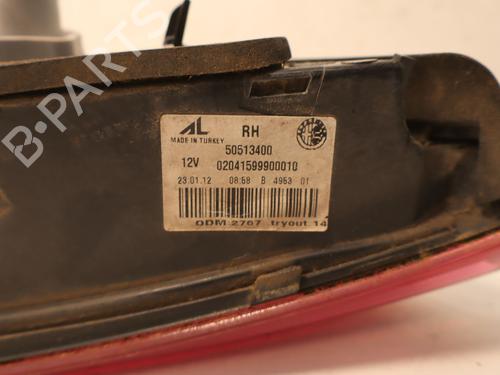 AL RH
MADE IN TURKEY 50513400
12V 02041599900010
23.01.12 08:58 B 4953 01
ODM 2767 tryout 14
B-PARTS